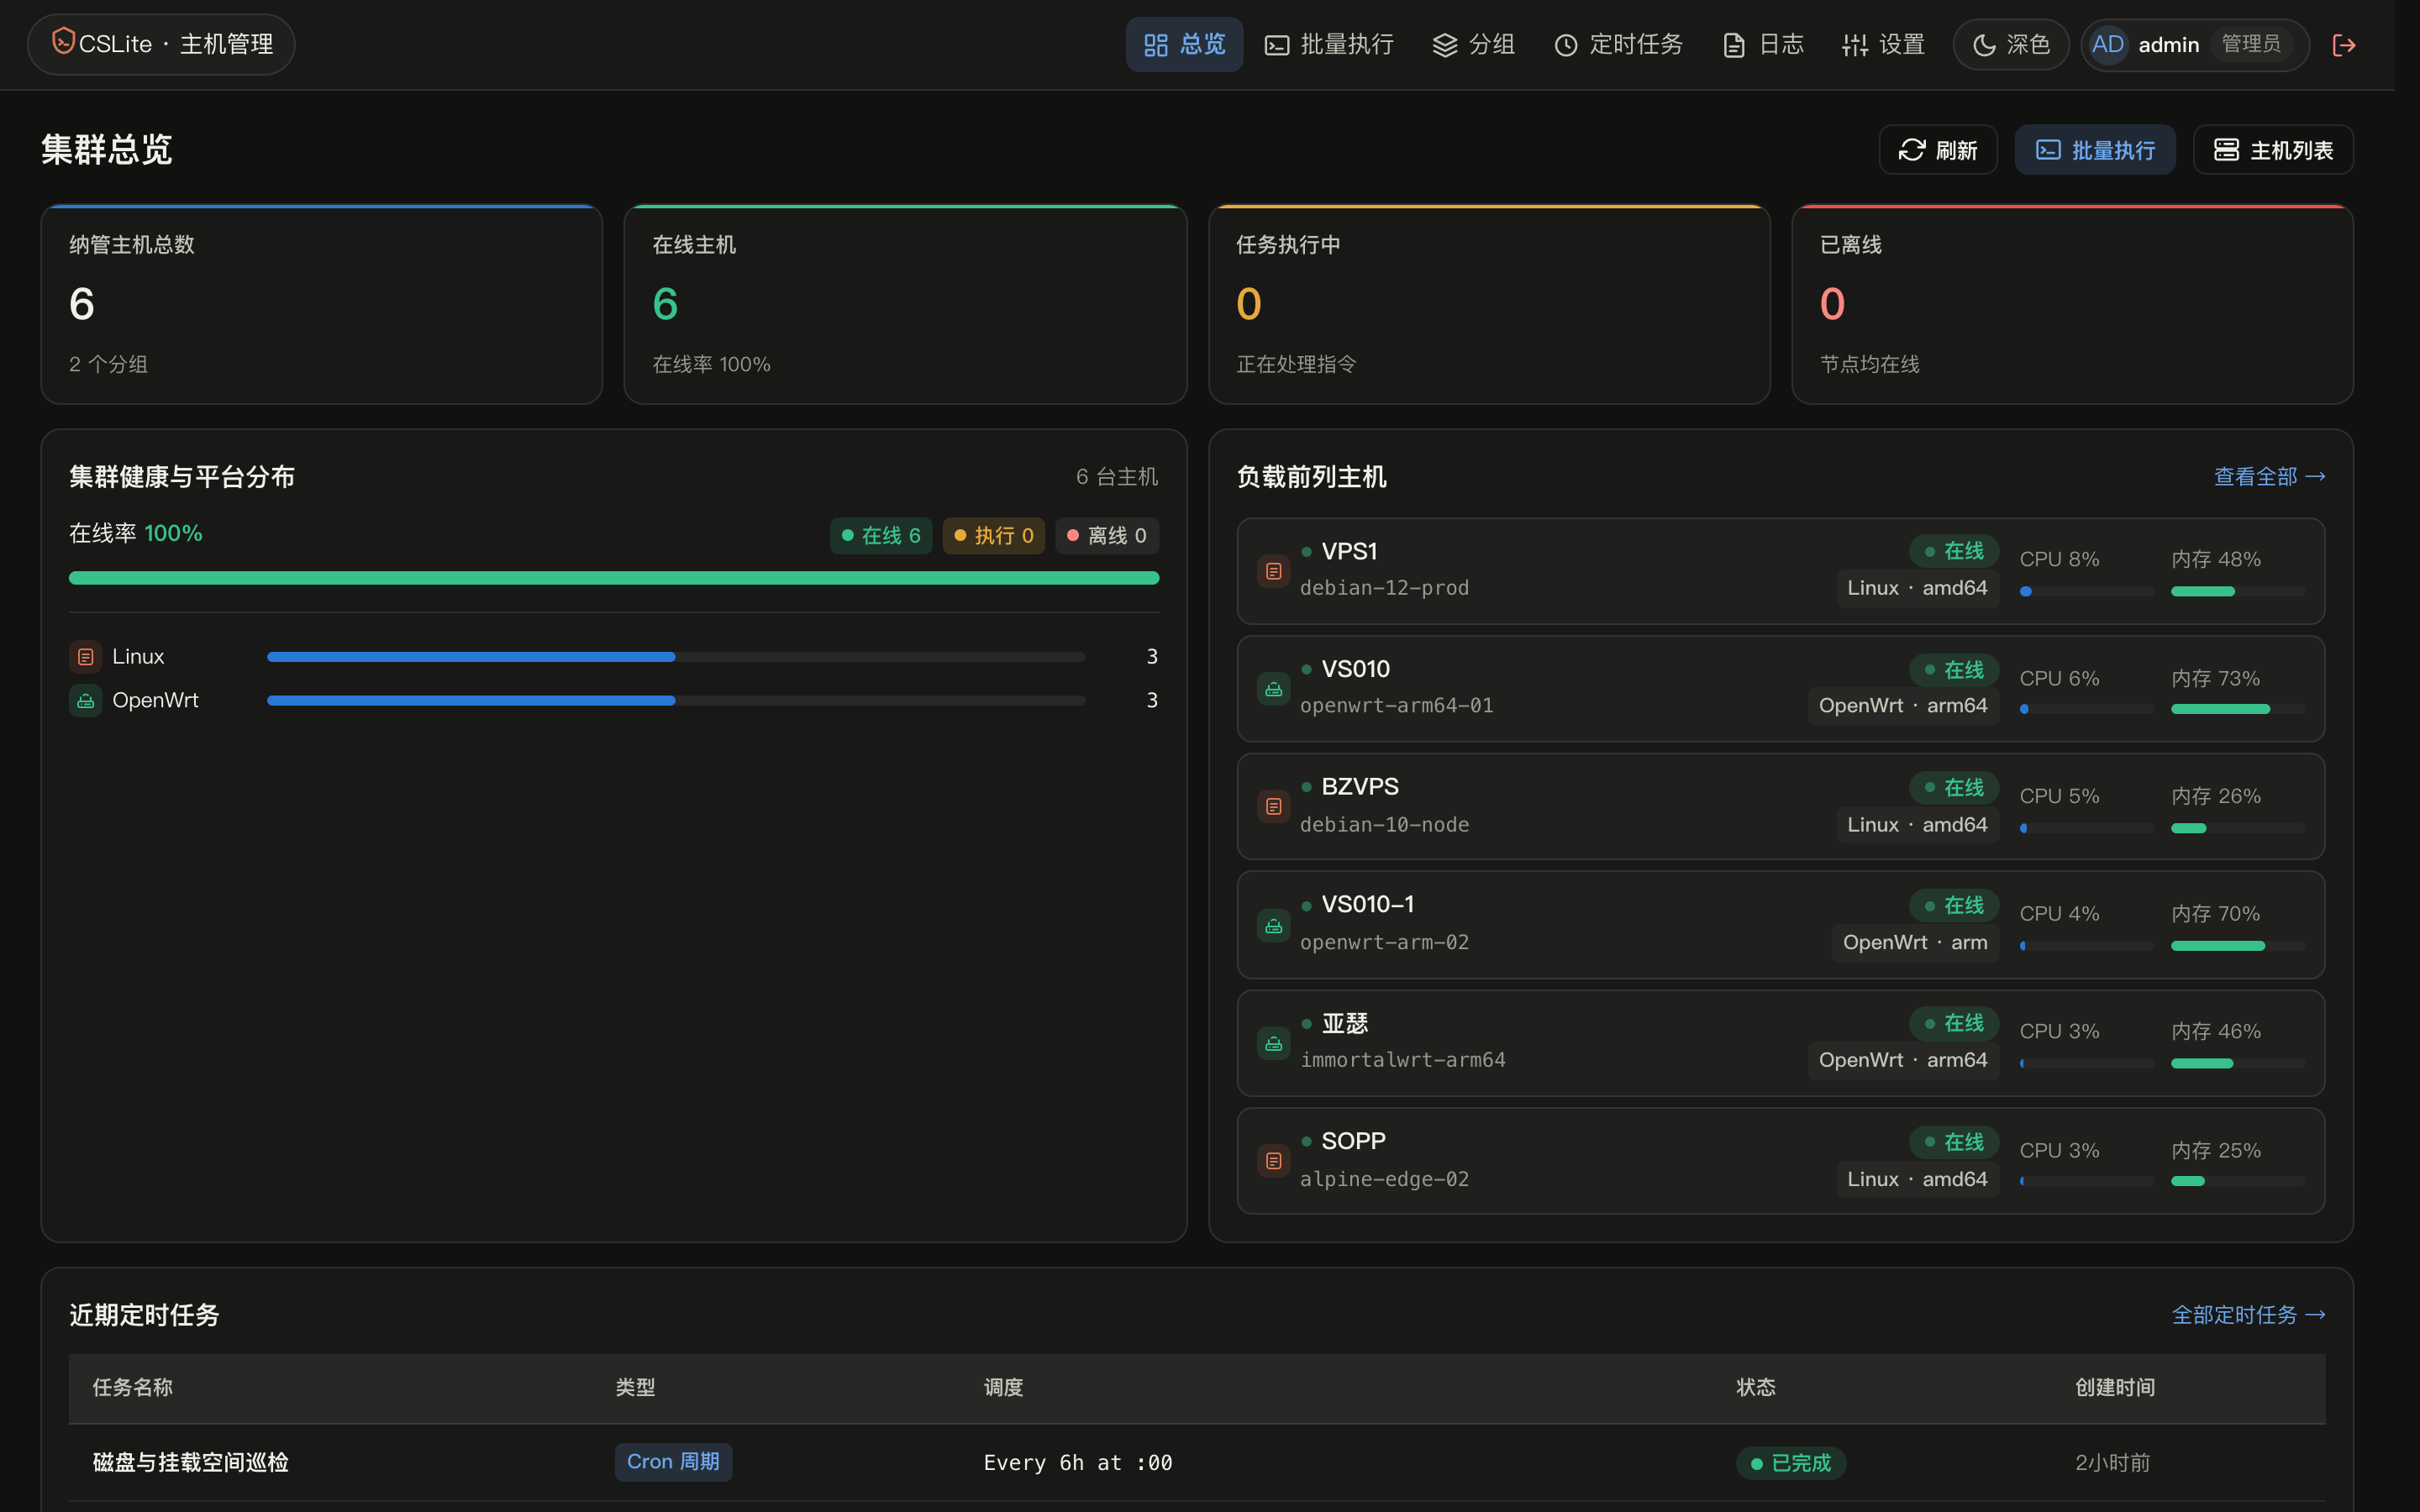 CSLite · 主机管理
总览
批量执行
分组
定时任务
日志
设置
深色
AD admin 管理员
集群总览
刷新
批量执行
主机列表
纳管主机总数
6
2 个分组
在线主机
6
在线率 100%
任务执行中
0
正在处理指令
已离线
0
节点均在线
集群健康与平台分布
6 台主机
在线率 100%
在线 6
执行 0
离线 0
Linux 3
OpenWrt 3
负载前列主机
查看全部 →
VPS1
debian-12-prod
在线
Linux · amd64
CPU 8%
内存 48%
VS010
openwrt-arm64-01
在线
OpenWrt · arm64
CPU 6%
内存 73%
BZVPS
debian-10-node
在线
Linux · amd64
CPU 5%
内存 26%
VS010-1
openwrt-arm-02
在线
OpenWrt · arm
CPU 4%
内存 70%
亚瑟
immortalwrt-arm64
在线
OpenWrt · arm64
CPU 3%
内存 46%
SOPP
alpine-edge-02
在线
Linux · amd64
CPU 3%
内存 25%
近期定时任务
全部定时任务 →
任务名称 类型 调度 状态 创建时间
磁盘与挂载空间巡检 Cron 周期 Every 6h at :00 已完成 2小时前